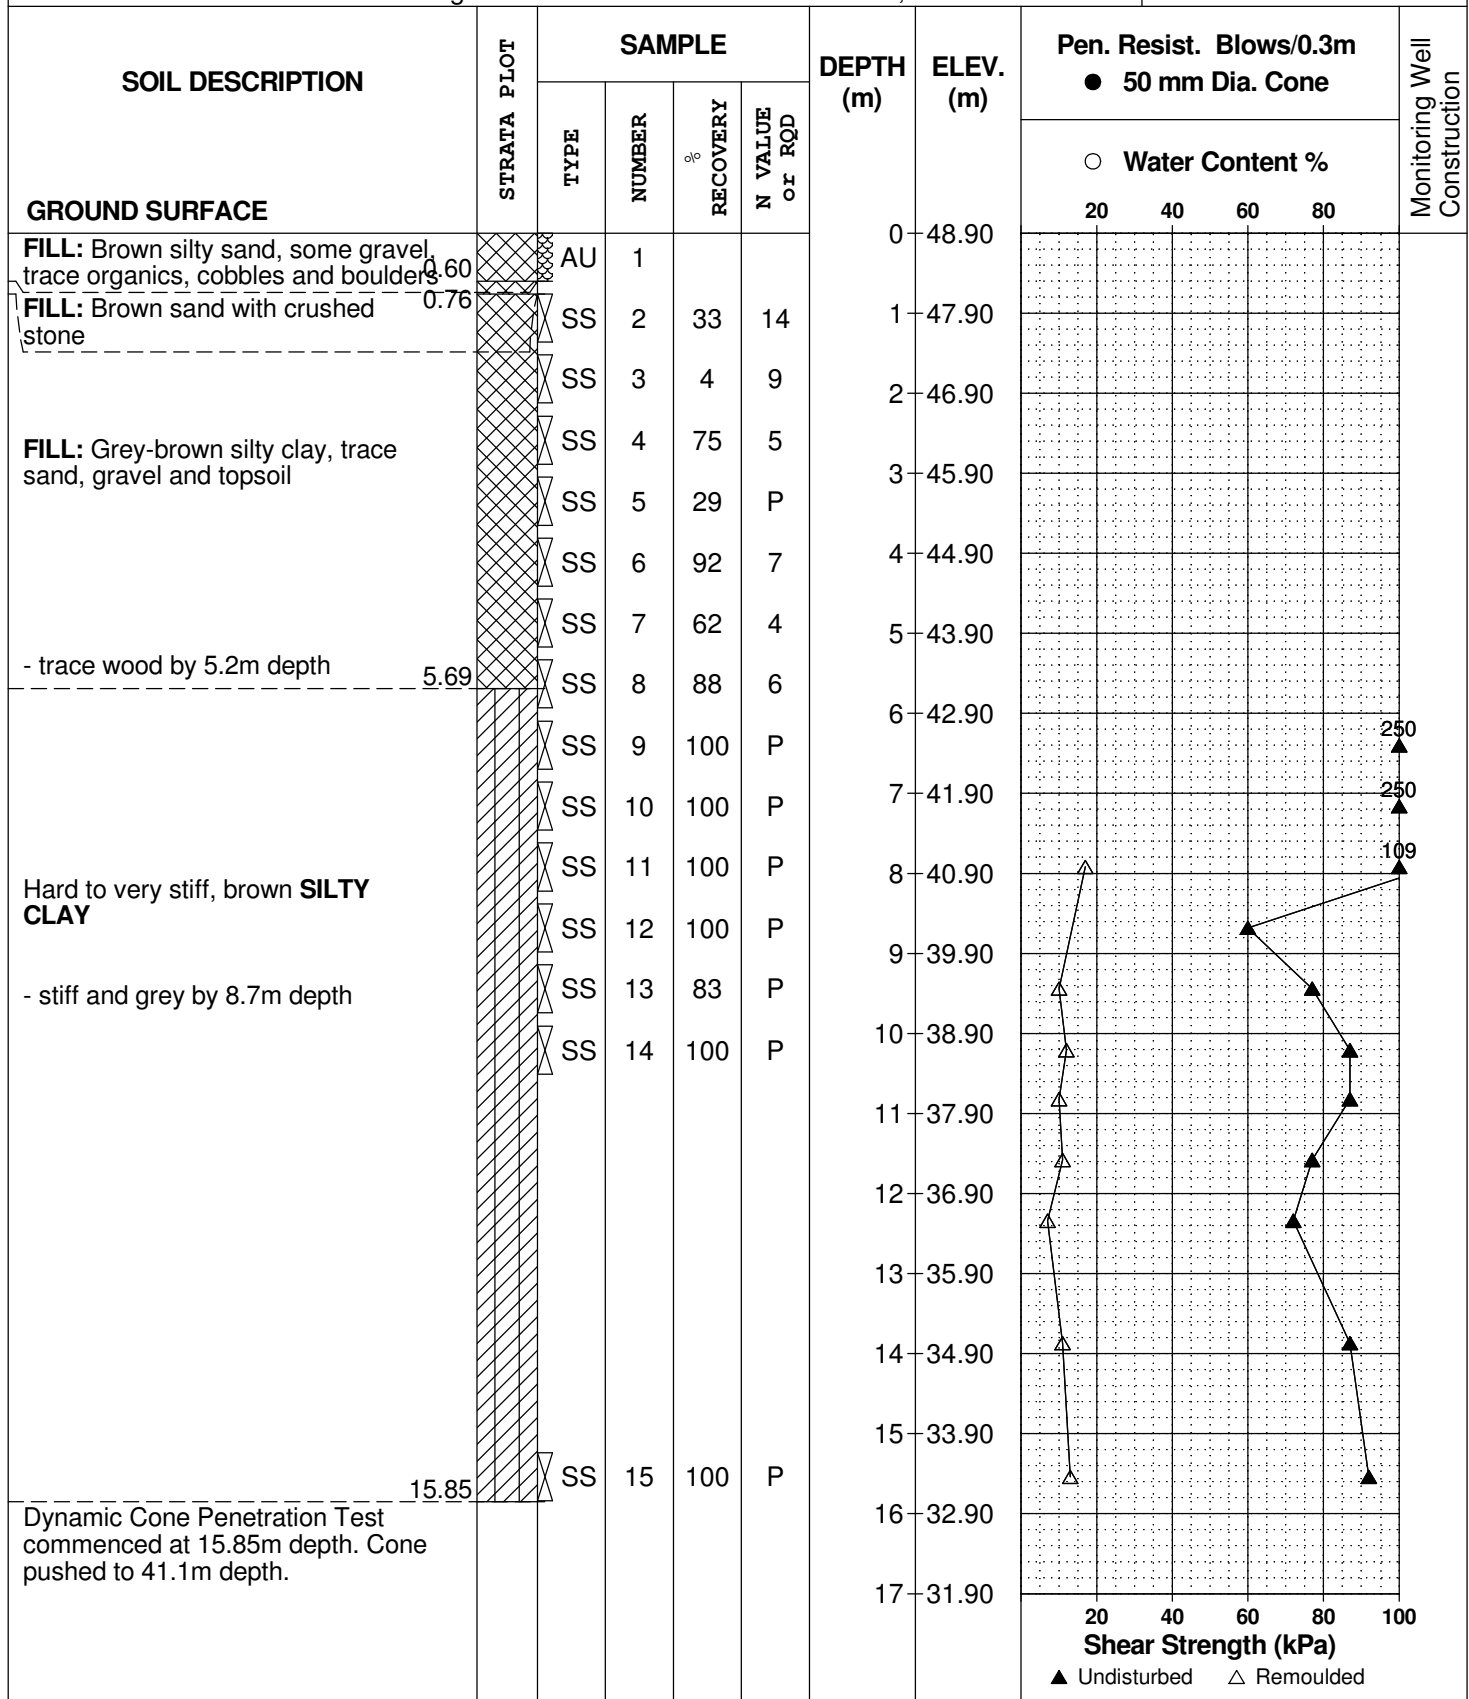 SOIL DESCRIPTION
GROUND SURFACE
STRATA PLOT
SAMPLE
TYPE
NUMBER
% RECOVERY
N VALUE or RQD
DEPTH (m)
ELEV. (m)
Pen. Resist. Blows/0.3m
● 50 mm Dia. Cone
○ Water Content %
20 40 60 80
Monitoring Well Construction
FILL: Brown silty sand, some gravel,
trace organics, cobbles and boulders
0.60
FILL: Brown sand with crushed
stone
0.76
FILL: Grey-brown silty clay, trace
sand, gravel and topsoil
- trace wood by 5.2m depth
5.69
Hard to very stiff, brown SILTY
CLAY
- stiff and grey by 8.7m depth
15.85
Dynamic Cone Penetration Test
commenced at 15.85m depth. Cone
pushed to 41.1m depth.
AU 1
SS 2 33 14
SS 3 4 9
SS 4 75 5
SS 5 29 P
SS 6 92 7
SS 7 62 4
SS 8 88 6
SS 9 100 P
SS 10 100 P
SS 11 100 P
SS 12 100 P
SS 13 83 P
SS 14 100 P
SS 15 100 P
0 48.90
1 47.90
2 46.90
3 45.90
4 44.90
5 43.90
6 42.90
7 41.90
8 40.90
9 39.90
10 38.90
11 37.90
12 36.90
13 35.90
14 34.90
15 33.90
16 32.90
17 31.90
250
250
109
20 40 60 80 100
Shear Strength (kPa)
▲ Undisturbed △ Remoulded